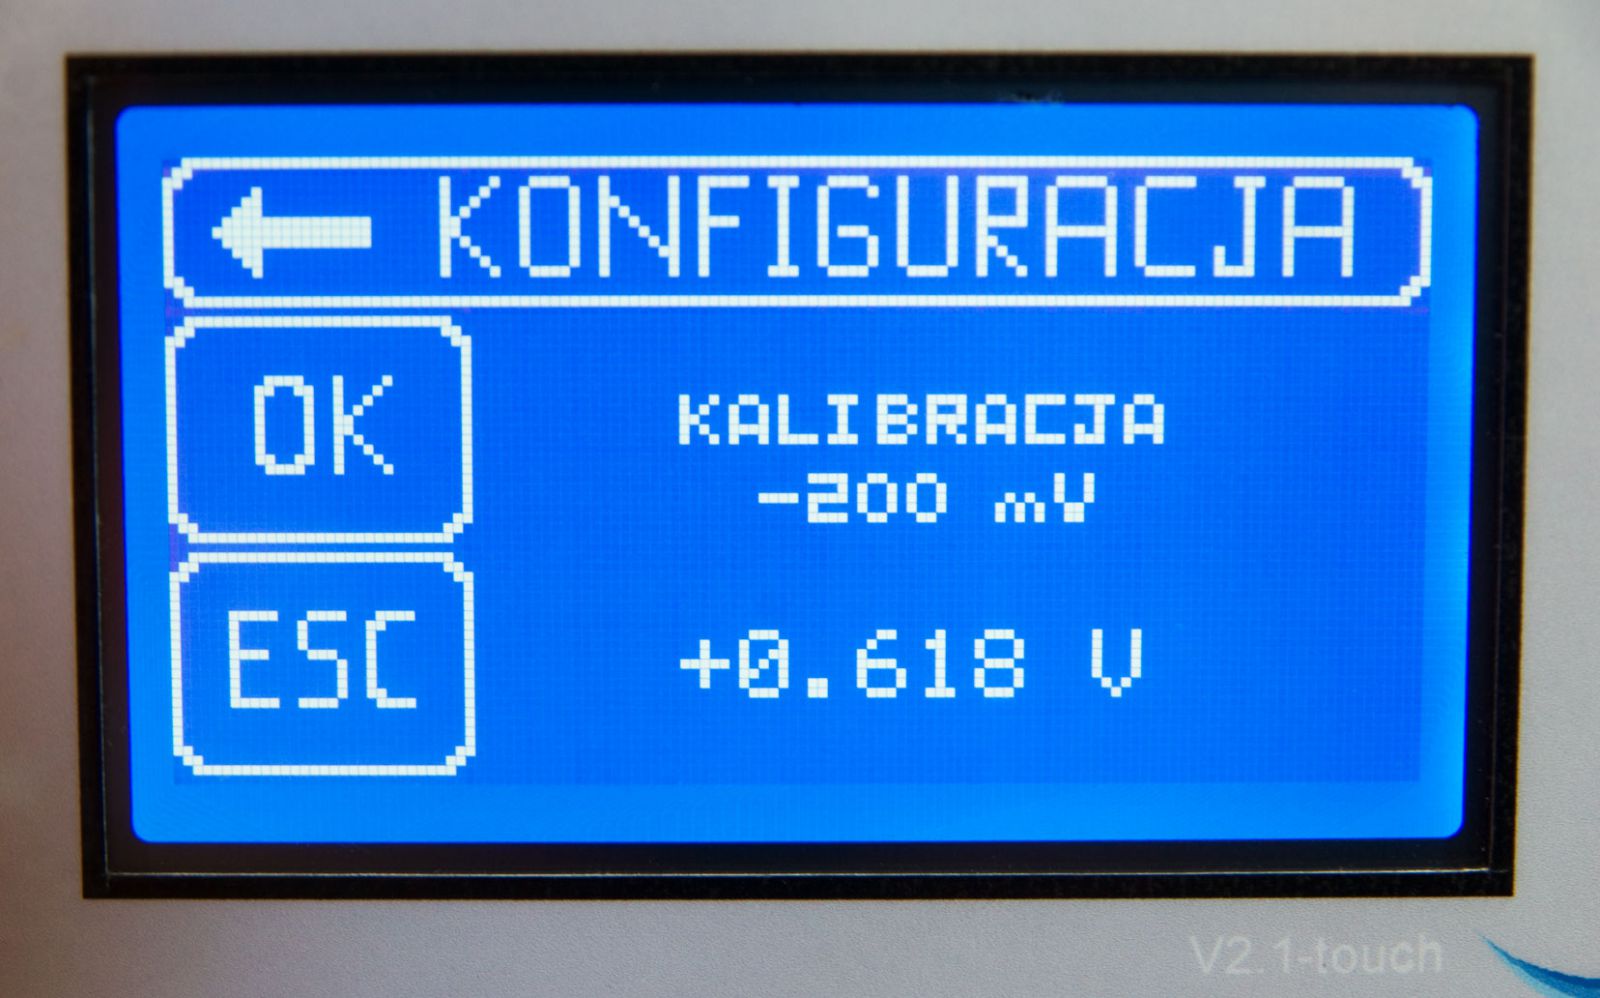 ← KONFIGURACJA
OK
KALIBRACJA
-200 mV
ESC
+0.618 V
V2.1-touch